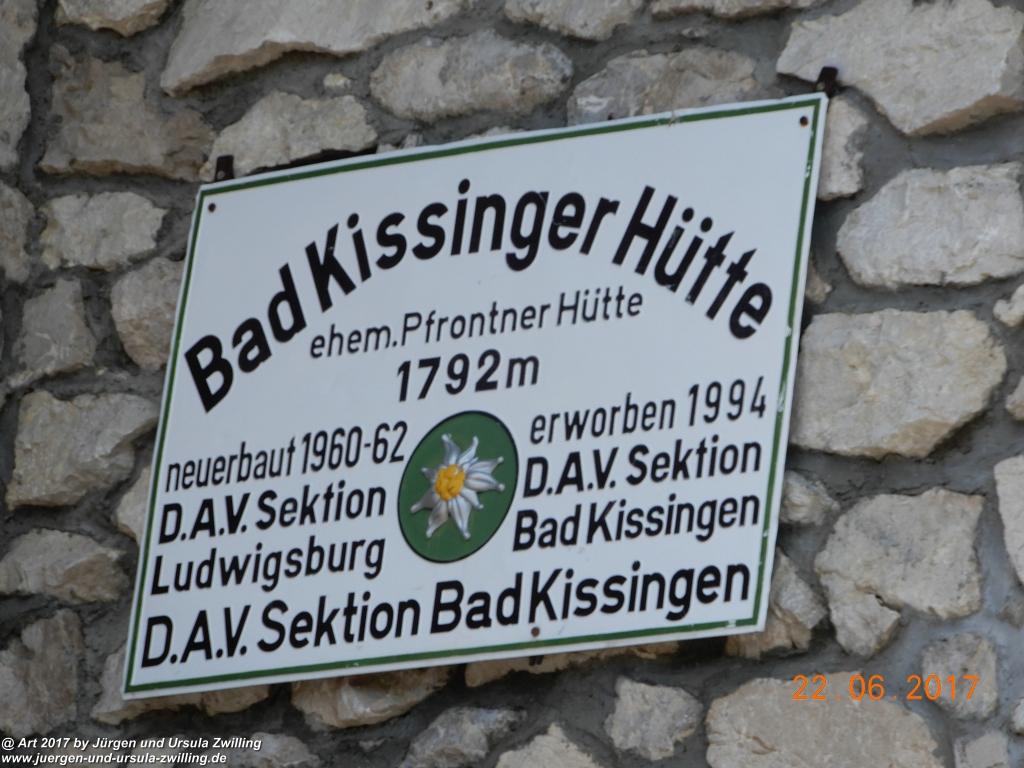 Bad Kissinger Hütte
ehem. Pfrontner Hütte
1792m
neuerbaut 1960-62
D.A.V. Sektion
Ludwigsburg
erworben 1994
D.A.V. Sektion
Bad Kissingen
D.A.V. Sektion Bad Kissingen
22 06 2017
@ Art 2017 by Jürgen und Ursula Zwilling
www.juergen-und-ursula-zwilling.de